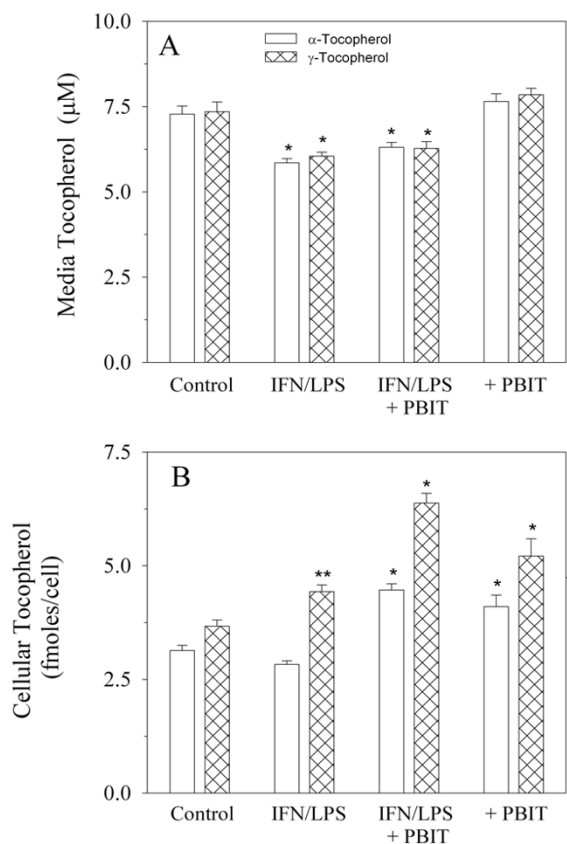 A
α-Tocopherol
γ-Tocopherol
Media Tocopherol (μM)
10.0
7.5
5.0
2.5
0.0
* * * *
Control IFN/LPS IFN/LPS + PBIT
+ PBIT
B
Cellular Tocopherol
(fmoles/cell)
7.5
5.0
2.5
0.0
** * * * *
Control IFN/LPS IFN/LPS + PBIT
+ PBIT